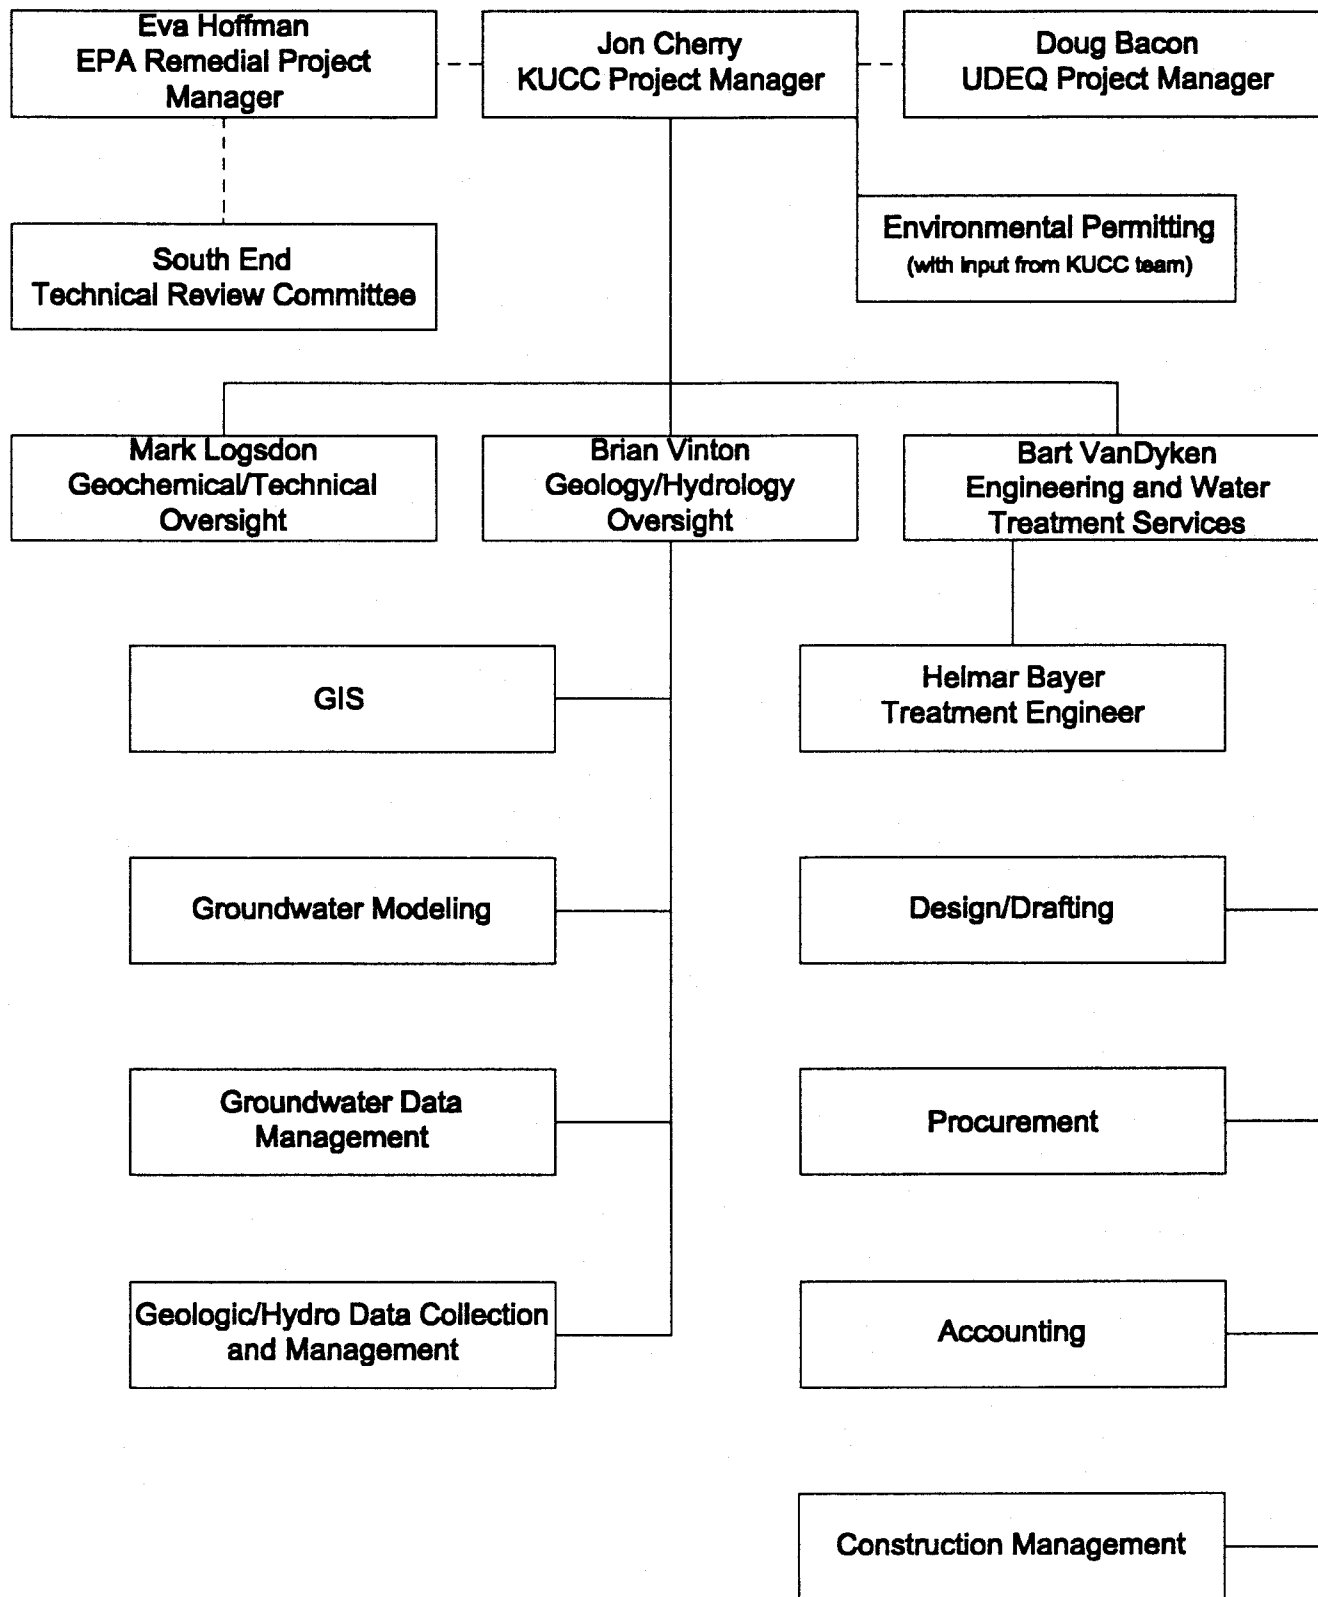 Eva Hoffman
EPA Remedial Project
Manager
Jon Cherry
KUCC Project Manager
Doug Bacon
UDEQ Project Manager
South End
Technical Review Committee
Environmental Permitting
(with input from KUCC team)
Mark Logsdon
Geochemical/Technical
Oversight
Brian Vinton
Geology/Hydrology
Oversight
Bart VanDyken
Engineering and Water
Treatment Services
GIS
Helmar Bayer
Treatment Engineer
Groundwater Modeling
Design/Drafting
Groundwater Data
Management
Procurement
Geologic/Hydro Data Collection
and Management
Accounting
Construction Management